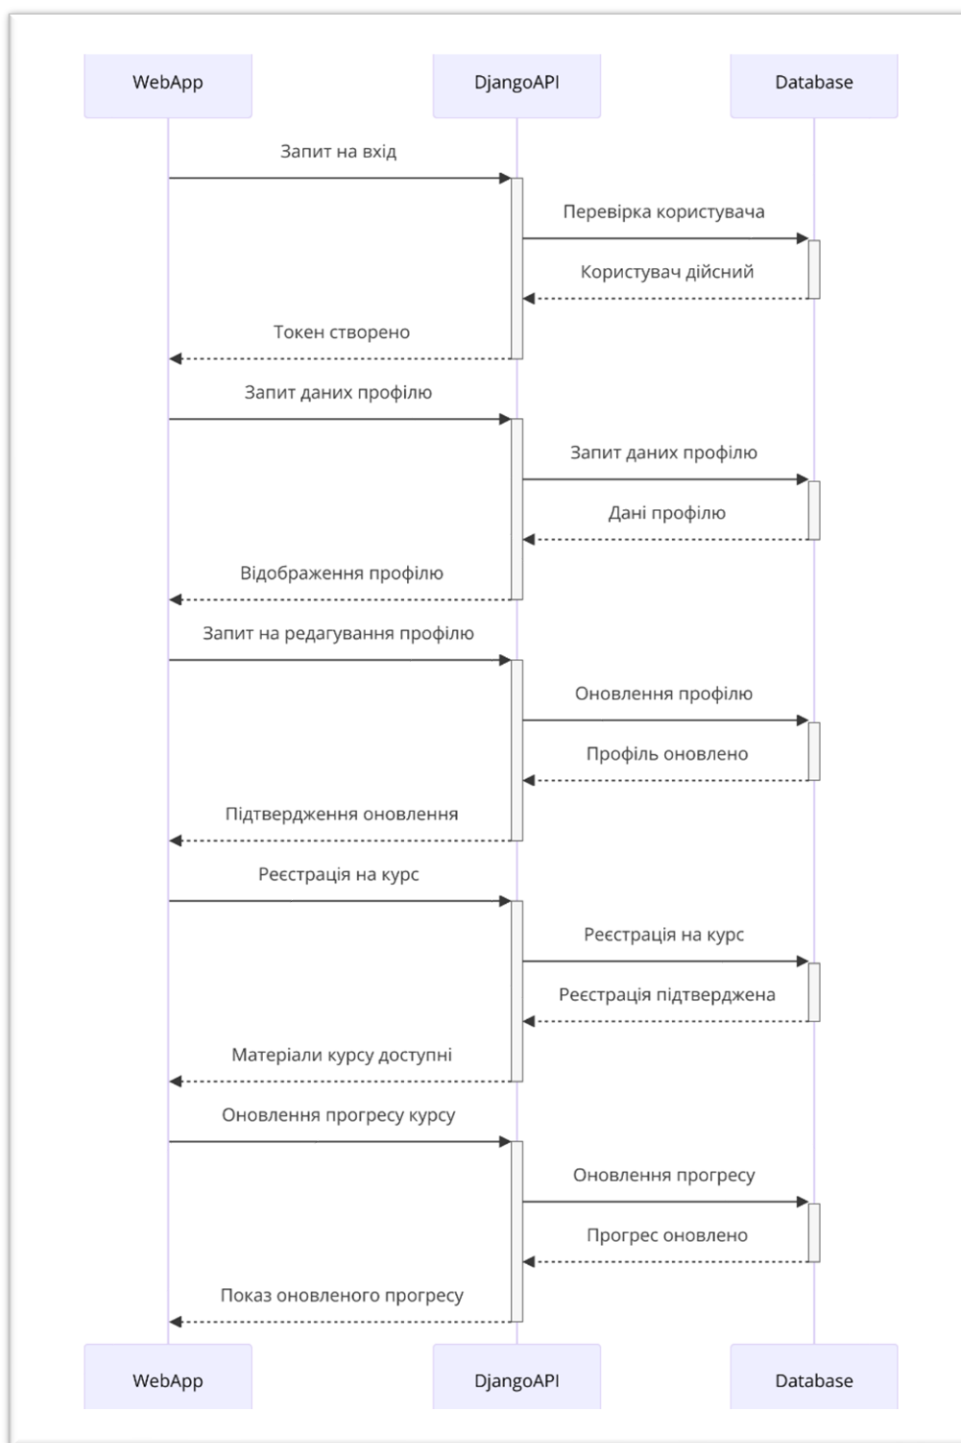 WebApp
DjangoAPI
Database
Запит на вхід
Перевірка користувача
Користувач дійсний
Токен створено
Запит даних профілю
Запит даних профілю
Дані профілю
Відображення профілю
Запит на редагування профілю
Оновлення профілю
Профіль оновлено
Підтвердження оновлення
Реєстрація на курс
Реєстрація на курс
Реєстрація підтверджена
Матеріали курсу доступні
Оновлення прогресу курсу
Оновлення прогресу
Прогрес оновлено
Показ оновленого прогресу
WebApp
DjangoAPI
Database